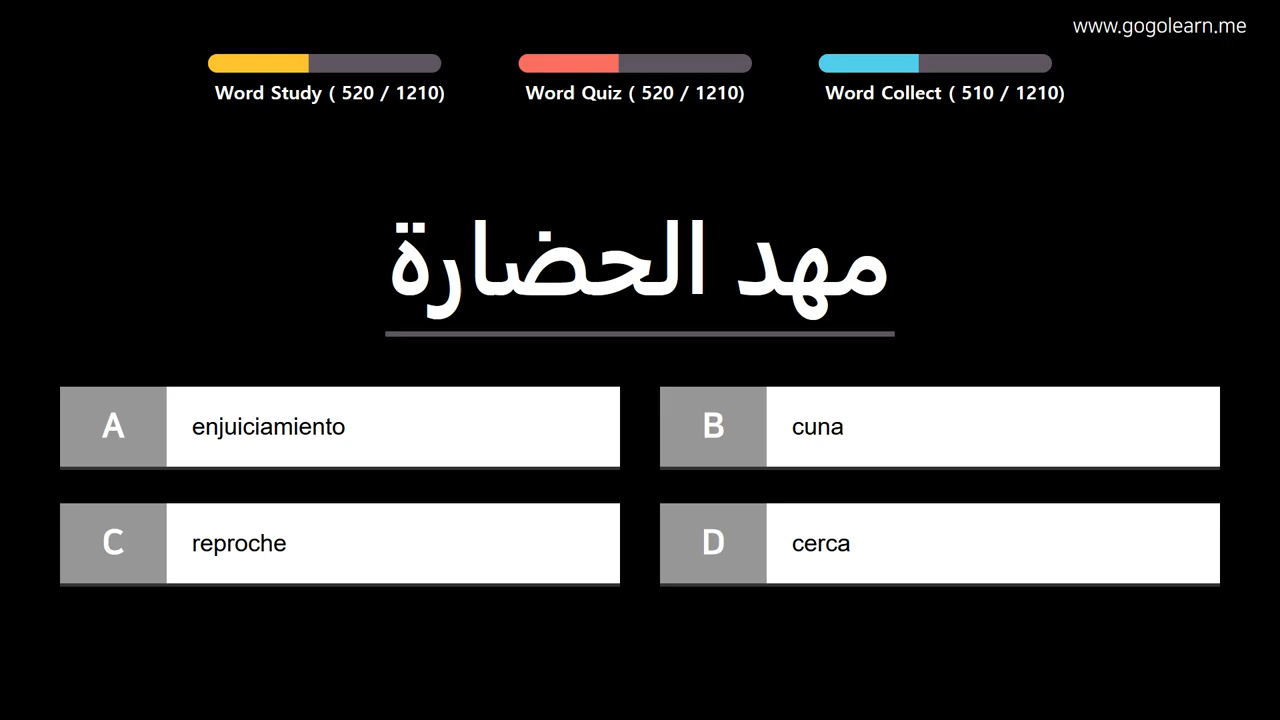 www.gogolearn.me
Word Study ( 520 / 1210)
Word Quiz ( 520 / 1210)
Word Collect ( 510 / 1210)
مهد الحضارة
A enjuiciamiento
B cuna
C reproche
D cerca